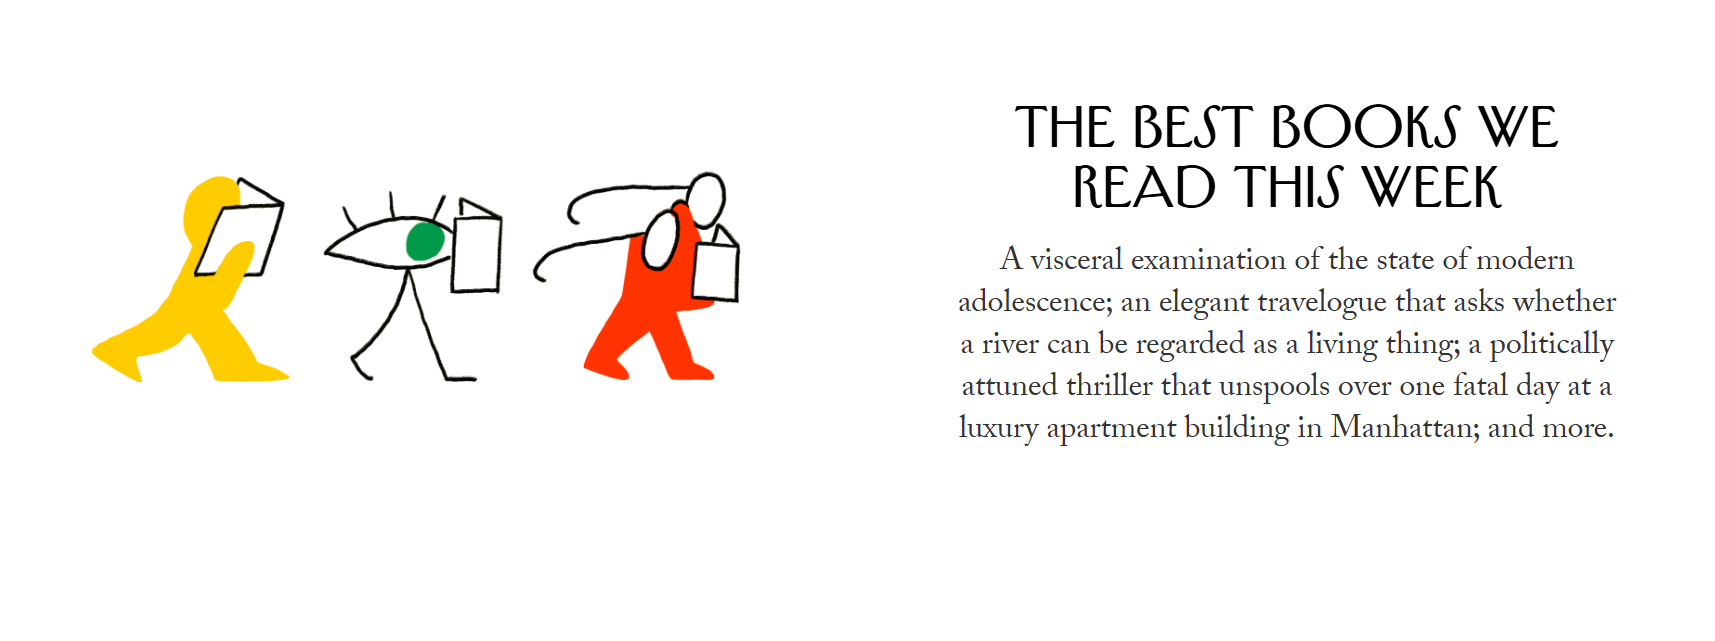 THE BEST BOOKS WE
READ THIS WEEK
A visceral examination of the state of modern
adolescence; an elegant travelogue that asks whether
a river can be regarded as a living thing; a politically
attuned thriller that unspools over one fatal day at a
luxury apartment building in Manhattan; and more.